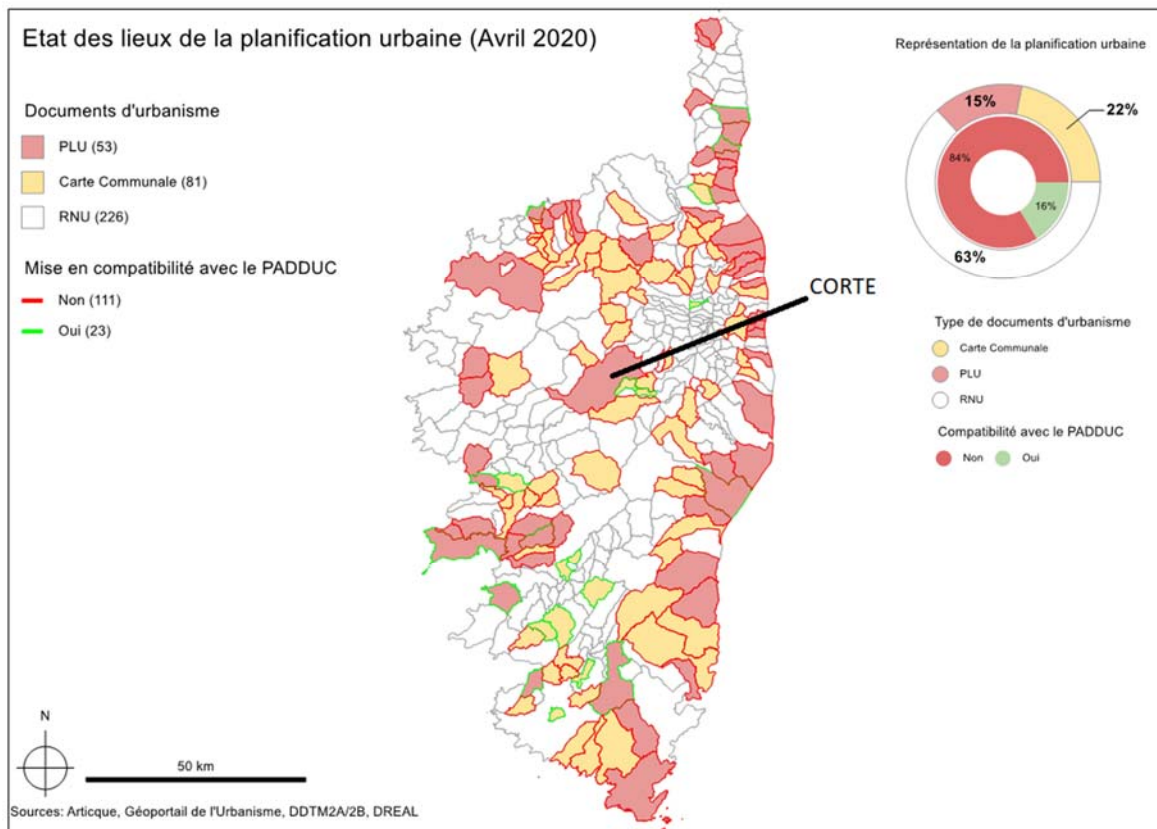 Etat des lieux de la planification urbaine (Avril 2020)
Documents d'urbanisme
PLU (53)
Carte Communale (81)
RNU (226)
Mise en compatibilité avec le PADDUC
Non (111)
Oui (23)
CORTE
Représentation de la planification urbaine
15%
22%
84%
16%
63%
Type de documents d'urbanisme
Carte Communale
PLU
RNU
Compatibilité avec le PADDUC
Non Oui
N
50 km
Sources: Articque, Géoportail de l'Urbanisme, DDTM2A/2B, DREAL